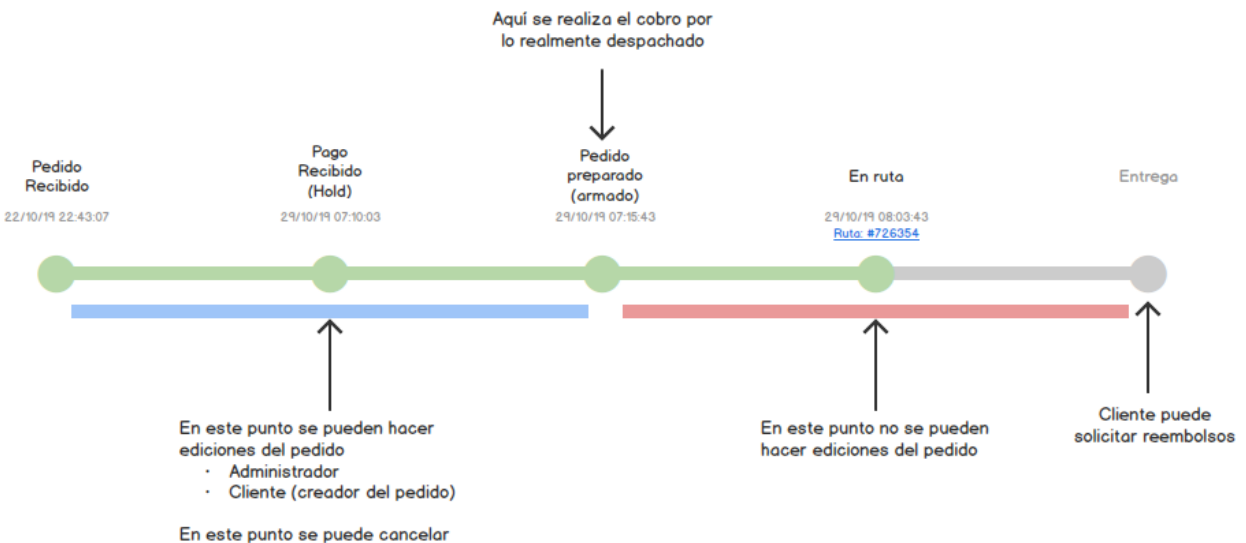 Aquí se realiza el cobro por
lo realmente despachado
Pedido
Recibido
22/10/19 22:43:07
Pago
Recibido
(Hold)
29/10/19 07:10:03
Pedido
preparado
(armado)
29/10/19 07:15:43
En ruta
29/10/19 08:03:43
Ruta: #726354
Entrega
En este punto se pueden hacer
ediciones del pedido
· Administrador
· Cliente (creador del pedido)
En este punto se puede cancelar
En este punto no se pueden
hacer ediciones del pedido
Cliente puede
solicitar reembolsos